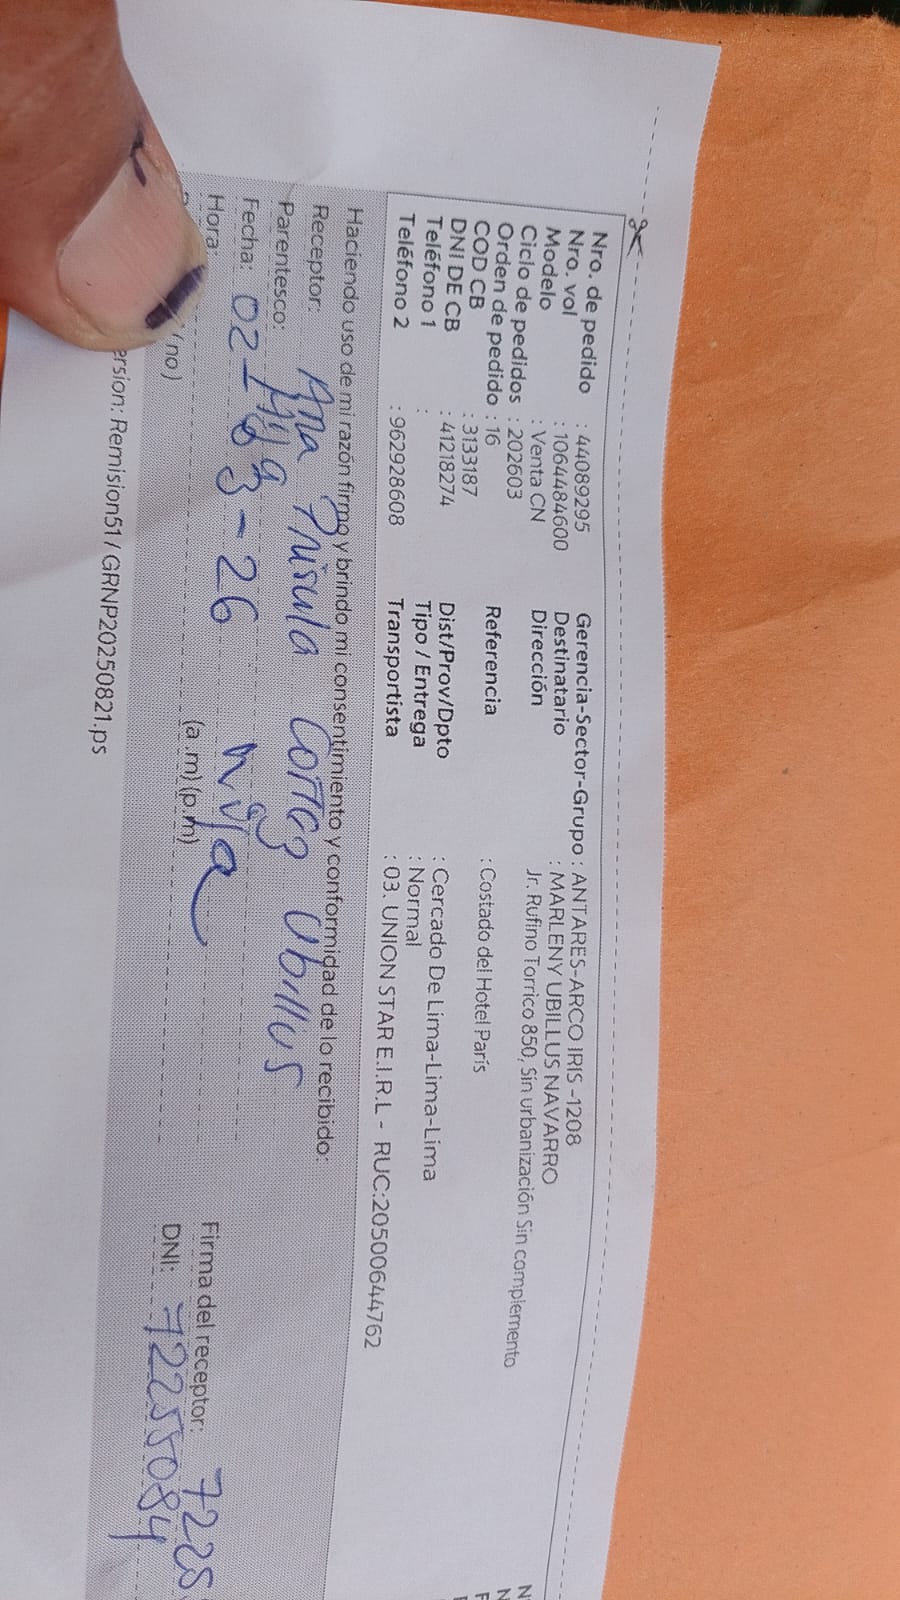 Nro. de pedido : 44089295
Nro. vol : 1064484600
Modelo : Venta CN
Ciclo de pedidos : 202603
Orden de pedido : 16
COD CB : 3133187
DNI DE CB : 41218274
Teléfono 1 :
Teléfono 2 : 962928608
Gerencia-Sector-Grupo : ANTARES-ARCO IRIS -1208
Destinatario : MARLENY UBILLUS NAVARRO
Dirección Jr. Rufino Torrico 850, Sin urbanización Sin complemento
Referencia : Costado del Hotel París
Dist/Prov/Dpto : Cercado De Lima-Lima-Lima
Tipo / Entrega : Normal
Transportista : 03. UNION STAR E.I.R.L - RUC:20500644762
Haciendo uso de mi razón firmo y brindo mi consentimiento y conformidad de lo recibido:
Receptor: Ana Ubillus
Parentesco: Hija
Fecha: 02-03-26
Hora: (a.m) (p.m)
(no)
Firma del receptor: 7225
DNI: 72255084
ersion: Remision51 / GRNP20250821.ps